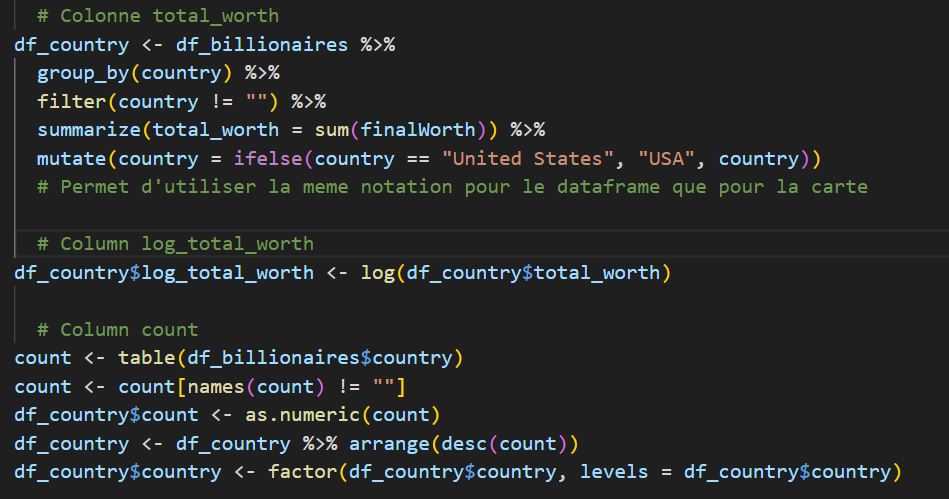 # Colonne total_worth
df_country <- df_billionaires %>%
group_by(country) %>%
filter(country != "") %>%
summarize(total_worth = sum(finalWorth)) %>%
mutate(country = ifelse(country == "United States", "USA", country))
# Permet d'utiliser la meme notation pour le dataframe que pour la carte
# Column log_total_worth
df_country$log_total_worth <- log(df_country$total_worth)
# Column count
count <- table(df_billionaires$country)
count <- count[names(count) != ""]
df_country$count <- as.numeric(count)
df_country <- df_country %>% arrange(desc(count))
df_country$country <- factor(df_country$country, levels = df_country$country)